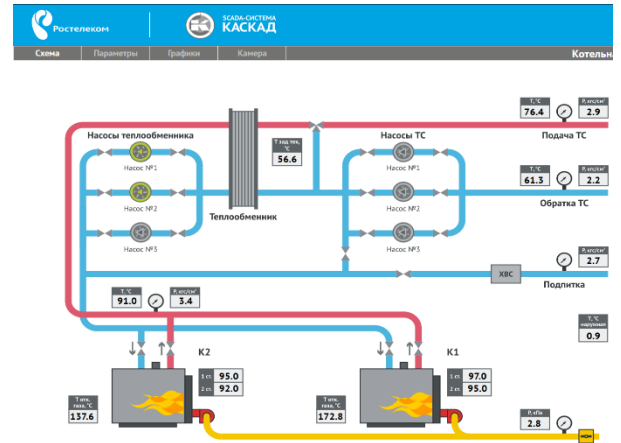 Ростелеком
SCADA-СИСТЕМА
КАСКАД
Схема Параметры Графики Камера Котельн
T, °C P, кгс/см²
76.4 2.9
Подача ТС
Насосы теплообменника
Насос №1
Насос №2
Насос №3
Теплообменник
T зад тек, °C
56.6
Насосы ТС
Насос №1
Насос №2
Насос №3
T, °C P, кгс/см²
61.3 2.2
Обратка ТС
P, кгс/см²
2.7
ХВС
Подпитка
T, °C P, кгс/см²
91.0 3.4
T, °C
наружная
0.9
К2
1 ст. 95.0
2 ст. 92.0
К1
1 ст. 97.0
2 ст. 95.0
T отх. газов, °C
137.6
T отх. газов, °C
172.8
P, кПа
2.8